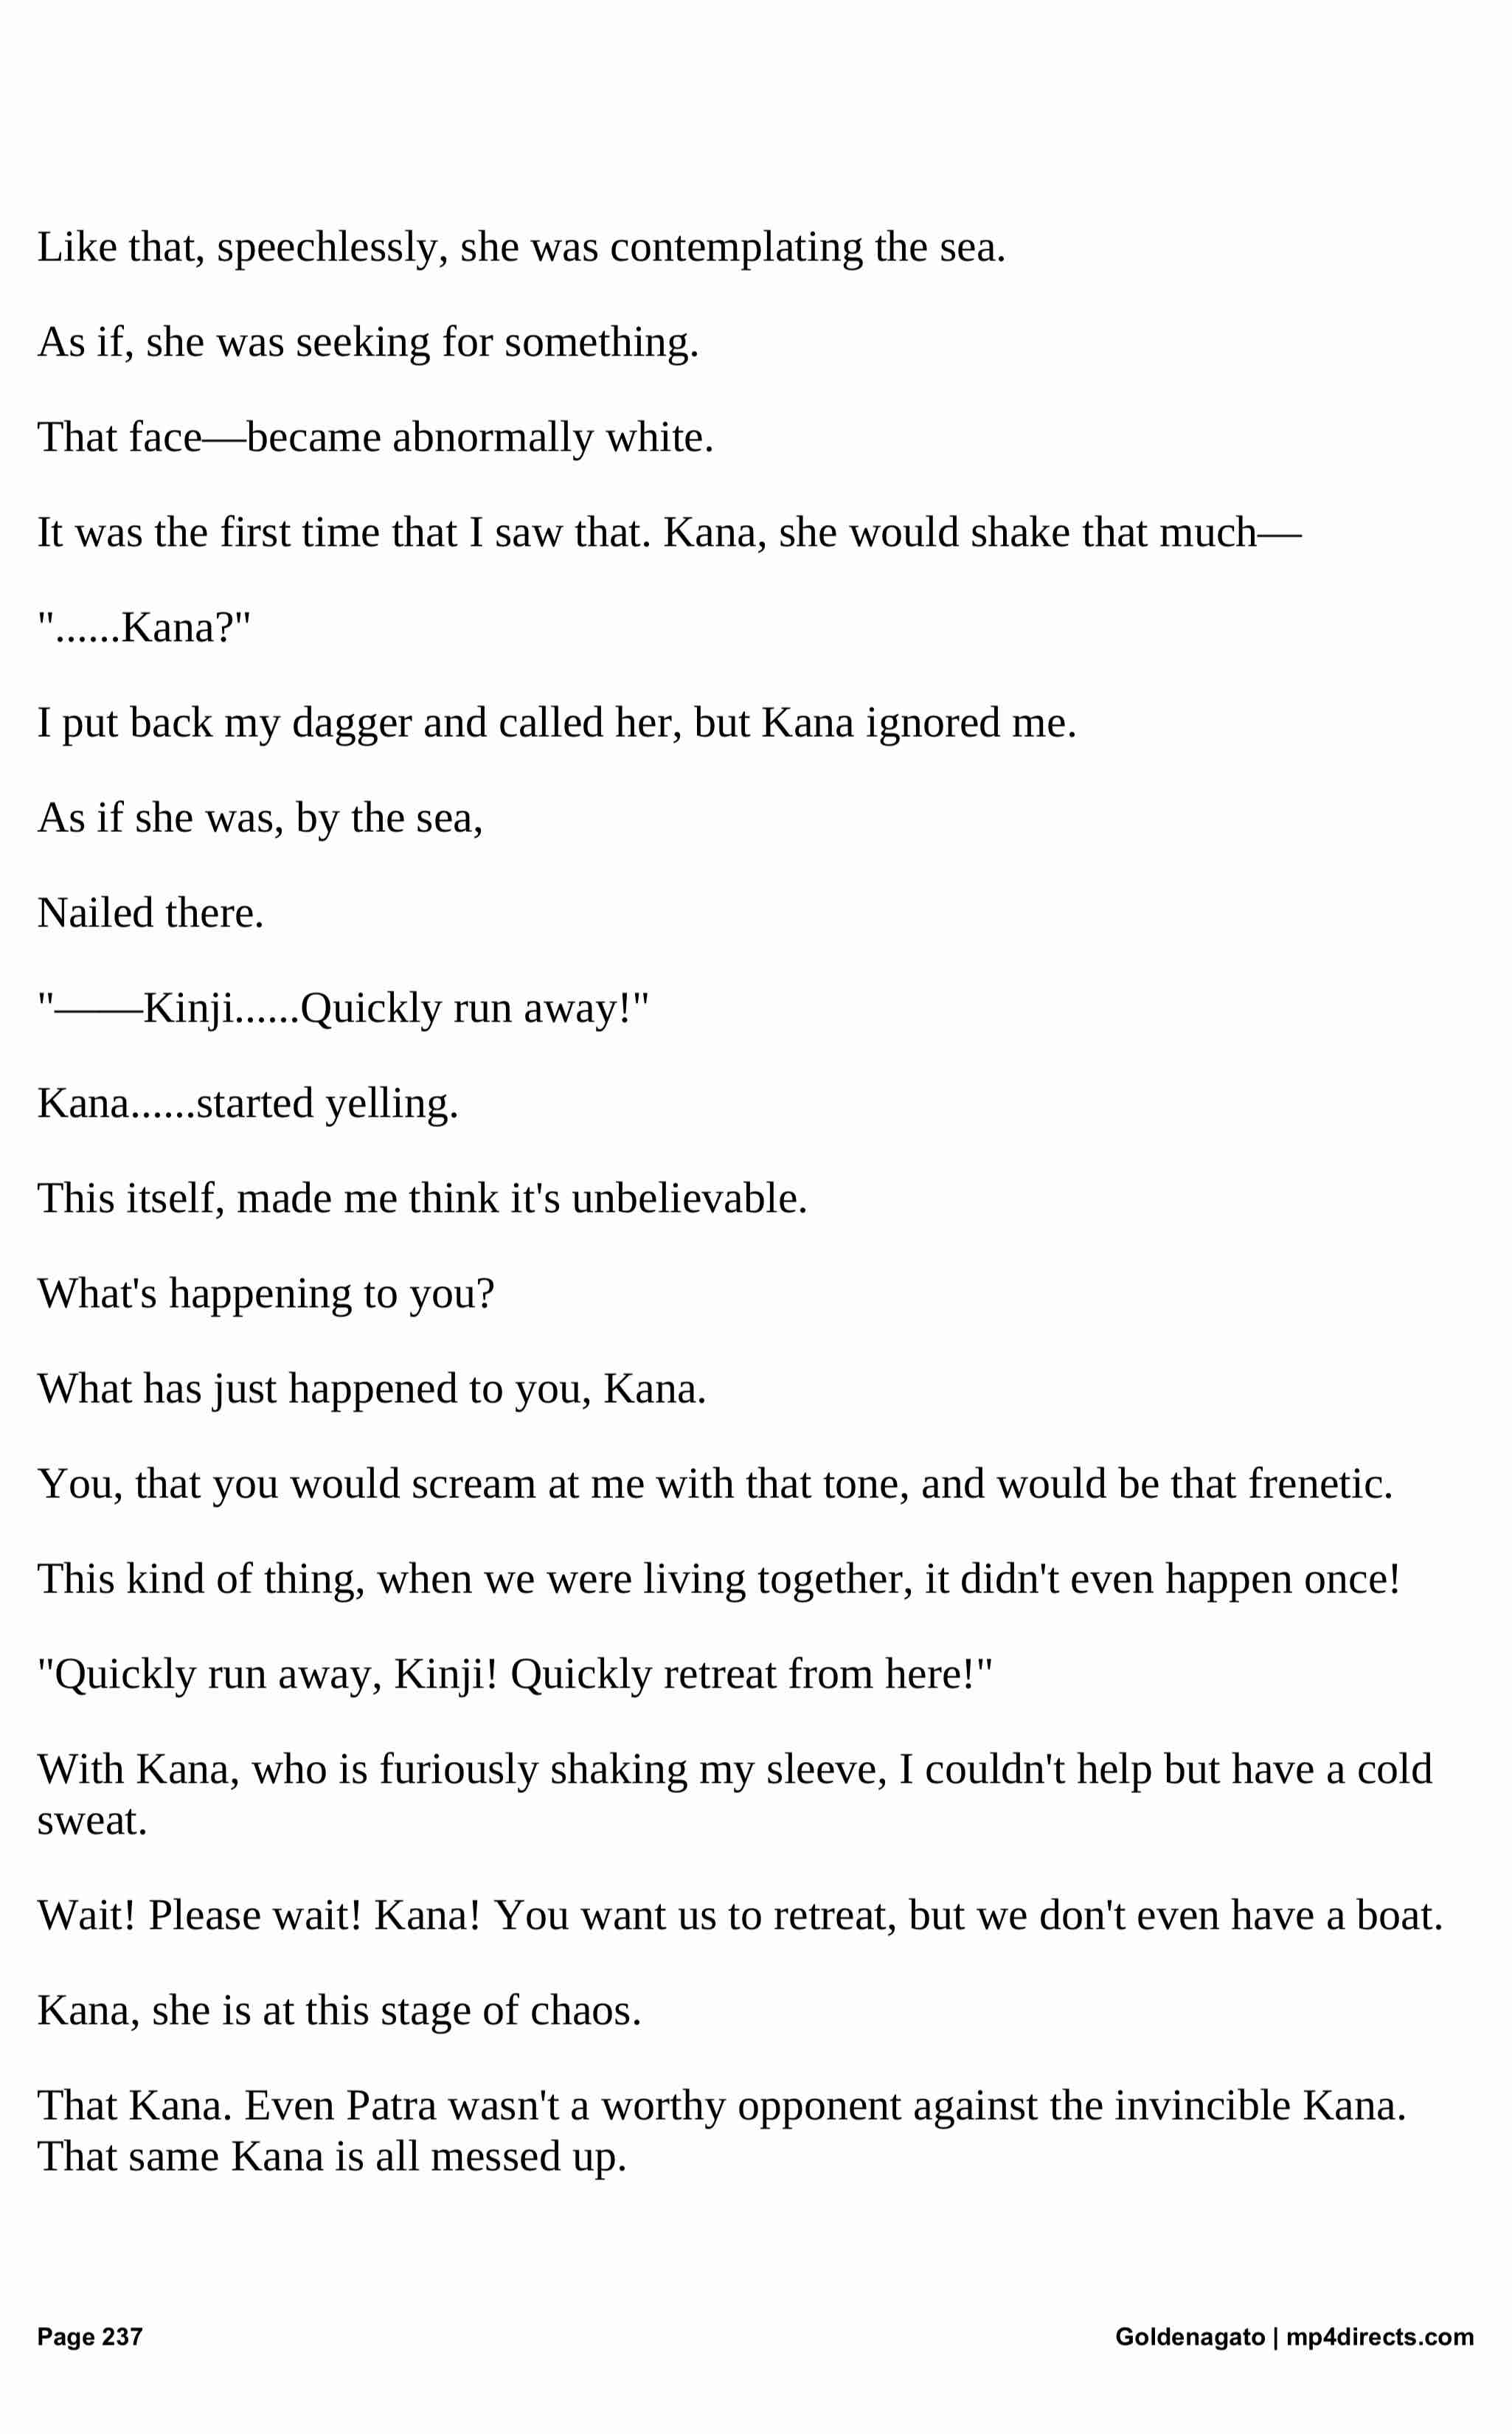 Like that, speechlessly, she was contemplating the sea.
As if, she was seeking for something.
That face—became abnormally white.
It was the first time that I saw that. Kana, she would shake that much—
"......Kana?"
I put back my dagger and called her, but Kana ignored me.
As if she was, by the sea,
Nailed there.
"——Kinji......Quickly run away!"
Kana......started yelling.
This itself, made me think it's unbelievable.
What's happening to you?
What has just happened to you, Kana.
You, that you would scream at me with that tone, and would be that frenetic.
This kind of thing, when we were living together, it didn't even happen once!
"Quickly run away, Kinji! Quickly retreat from here!"
With Kana, who is furiously shaking my sleeve, I couldn't help but have a cold
sweat.
Wait! Please wait! Kana! You want us to retreat, but we don't even have a boat.
Kana, she is at this stage of chaos.
That Kana. Even Patra wasn't a worthy opponent against the invincible Kana.
That same Kana is all messed up.
Page 237
Goldenagato | mp4directs.com